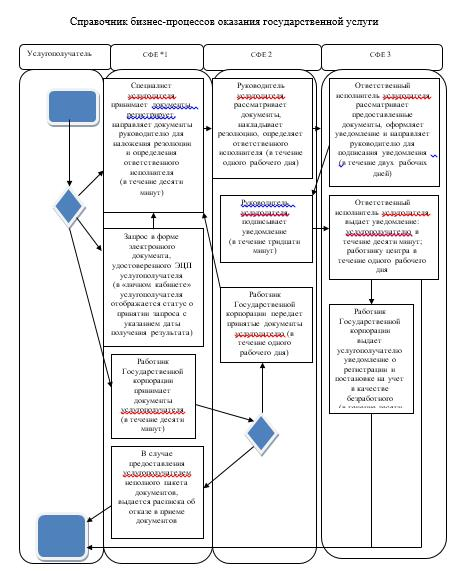 Справочник бизнес-процессов оказания государственной услуги
Услугополучатель
СФЕ *1
СФЕ 2
СФЕ 3
Специалист
услугодателя
принимает документы,
регистрирует,
направляет документы
руководителю для
наложения резолюции
и определения
ответственного
исполнителя
(в течение десяти
минут)
Руководитель
услугодателя
рассматривает
документы,
накладывает
резолюцию, определяет
ответственного
исполнителя (в течение
одного рабочего дня)
Ответственный
исполнитель услугодателя
рассматривает
предоставленные
документы, оформляет
уведомление и направляет
руководителю для
подписания уведомления
(в течение двух рабочих
дней)
Руководитель
услугодателя
подписывает
уведомление
(в течение тридцати
минут)
Ответственный
исполнитель услугодателя
выдает уведомление:
услугополучателю в
течение десяти минут;
работнику центра в
течение одного рабочего
дня
Запрос в форме
электронного
документа,
удостоверенного ЭЦП
услугополучателя
(в «личном кабинете»
услугополучателя
отображается статус о
принятии запроса с
указанием даты
получения результата)
Работник
Государственной
корпорации передает
принятые документы
услугодателю (в
течение одного
рабочего дня)
Работник
Государственной
корпорации
выдает
услугополучателю
уведомление о
регистрации и
постановке на учет
в качестве
безработного
(в течение десяти
Работник
Государственной
корпорации
принимает
документы
услугополучателя
(в течение десяти
минут)
В случае
предоставления
услугополучателем
неполного пакета
документов,
выдается расписка об
отказе в приеме
документов